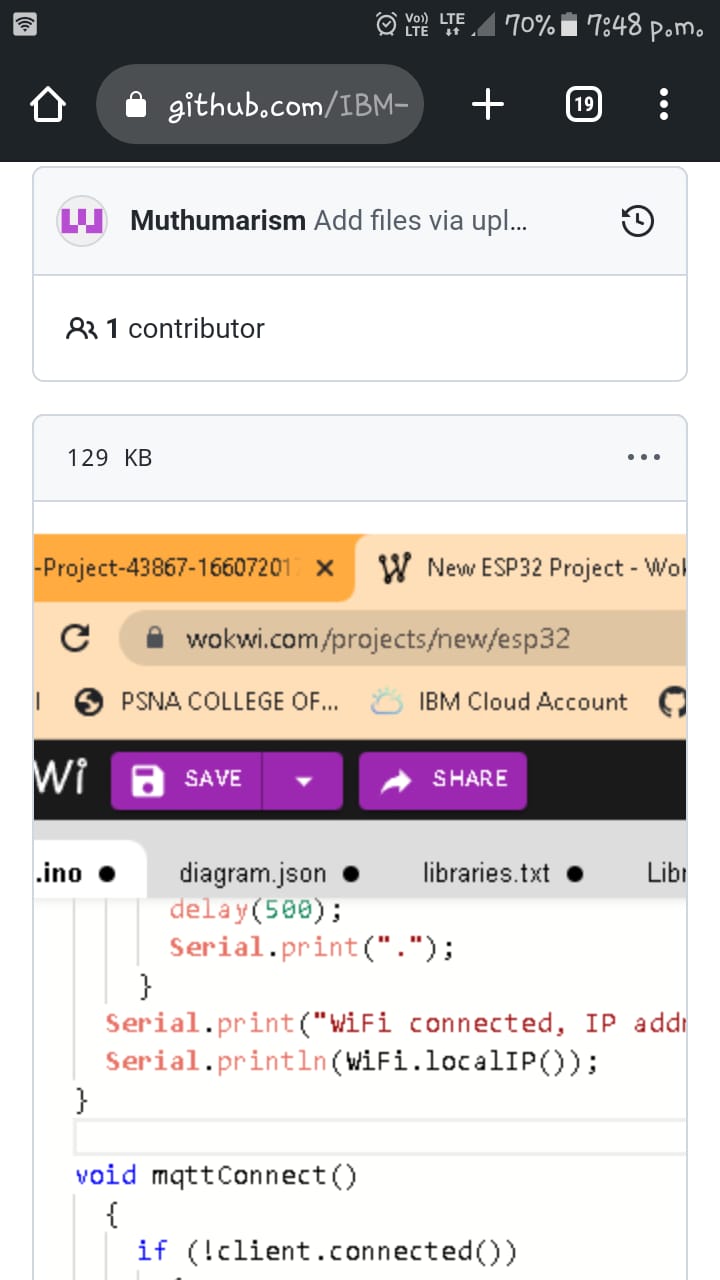 Vo)) LTE LTE 70% 7:48 p.m.
github.com/IBM- 19
Muthumarism Add files via upl...
1 contributor
129 KB
-Project-43867-16607201 New ESP32 Project - Wok
wokwi.com/projects/new/esp32
PSNA COLLEGE OF... IBM Cloud Account
Wi SAVE SHARE
.ino diagram.json libraries.txt Libr
delay(500);
Serial.print(".");
}
Serial.print("WiFi connected, IP addr
Serial.println(WiFi.localIP());
}
void mqttConnect()
{
if (!client.connected())